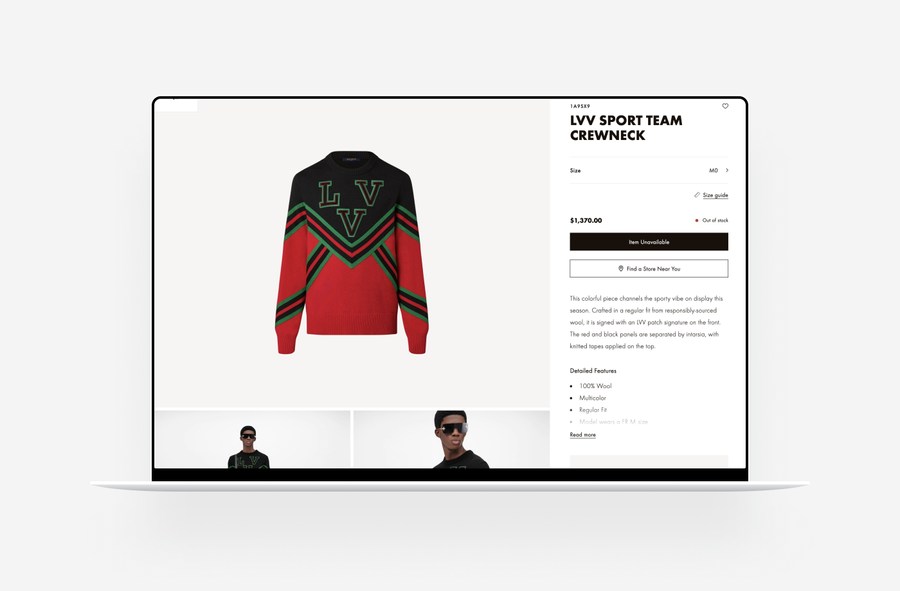 1A9SX9
LVV SPORT TEAM
CREWNECK
Size M0
Size guide
$1,370.00 Out of stock
Item Unavailable
Find a Store Near You
This colorful piece channels the sporty vibe on display this
season. Crafted in a regular fit from responsibly-sourced
wool, it is signed with an LVV patch signature on the front.
The red and black panels are separated by intarsia, with
knitted tapes applied on the top.
Detailed Features
• 100% Wool
• Multicolor
• Regular Fit
• Model wears a FR M size
Read more
L V
V